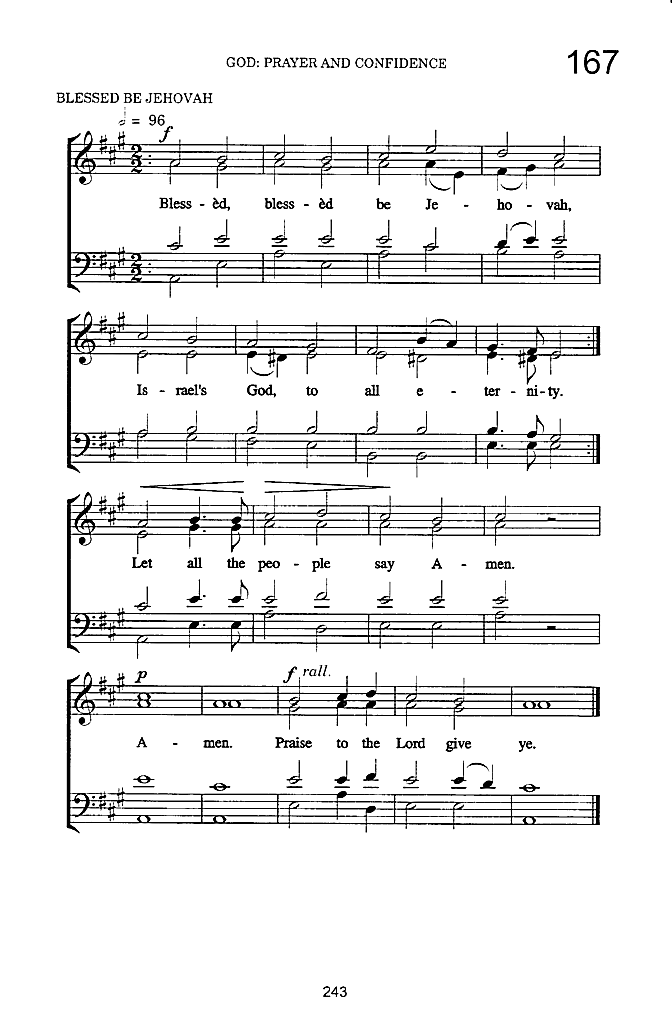 GOD: PRAYER AND CONFIDENCE
167
BLESSED BE JEHOVAH
= 96
f
Bless - èd, bless - èd be Je - ho - vah,
Is - rael's God, to all e - ter - ni - ty.
Let all the peo - ple say A - men.
p
f rall.
A - men. Praise to the Lord give ye.
243